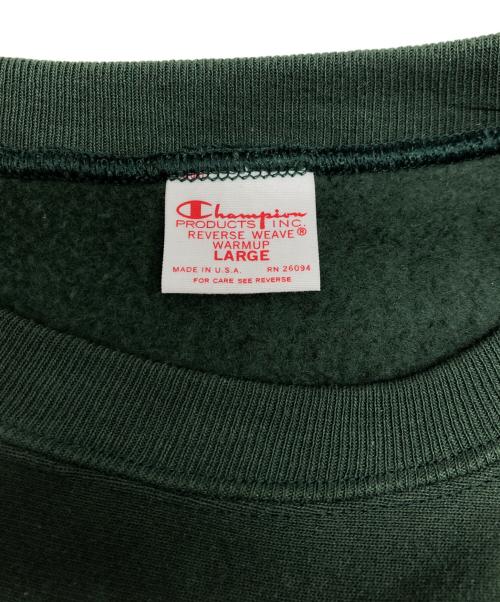 Champion
PRODUCTS INC.
REVERSE WEAVE®
WARMUP
LARGE
MADE IN U.S.A. RN 26094
FOR CARE SEE REVERSE